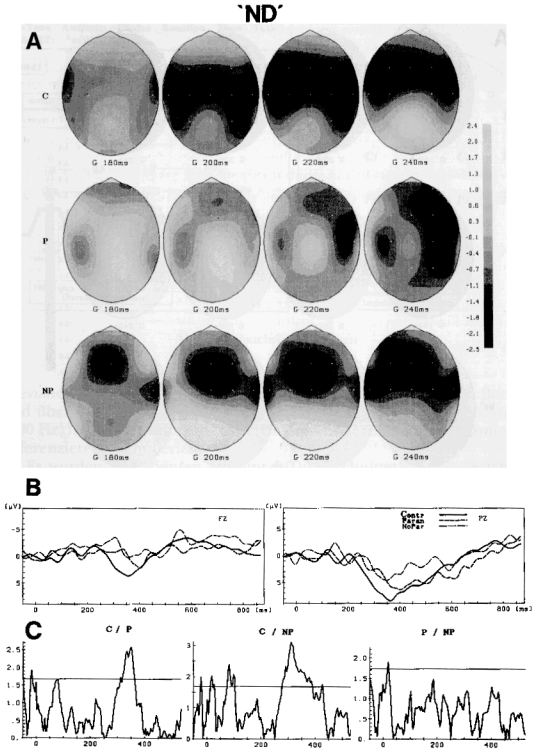 'ND'
A
C
G 180ms G 200ms G 220ms G 240ms
2.4
2.0
1.7
1.3
1.0
0.6
0.3
-0.1
-0.4
-0.7
-1.1
-1.4
-1.8
-2.1
-2.5
P
G 180ms G 200ms G 220ms G 240ms
NP
G 180ms G 200ms G 220ms G 240ms
B
[µV] FZ
-5
0
5
0 200 400 600 800 [ms]
[µV] Contr PZ
Paran
NoPar
-5
0
5
0 200 400 600 800 [ms]
C
C / P C / NP P / NP
2.5
2.0
1.5
1.0
.5
0.
0 200 400
3
2
1
0
0 200 400
2.0
1.5
1.0
.5
0.
0 200 400